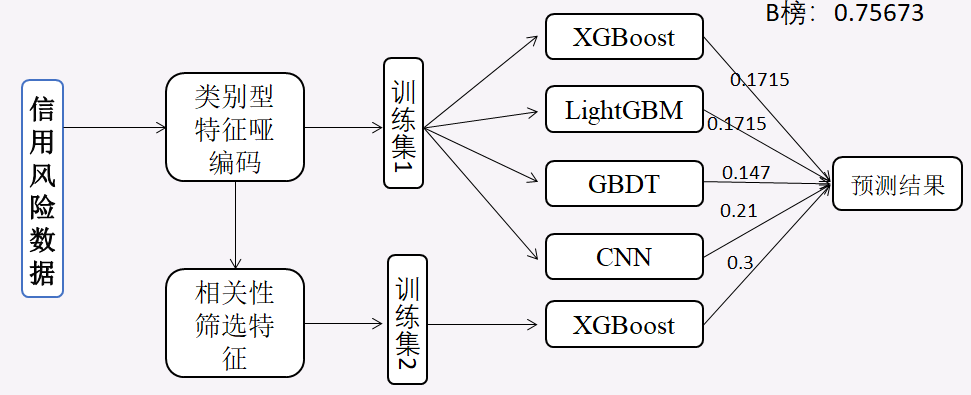 B榜： 0.75673
信用风险数据
类别型
特征哑
编码
相关性
筛选特
征
训练集1
训练集2
XGBoost
LightGBM
GBDT
CNN
XGBoost
0.1715
0.1715
0.147
0.21
0.3
预测结果